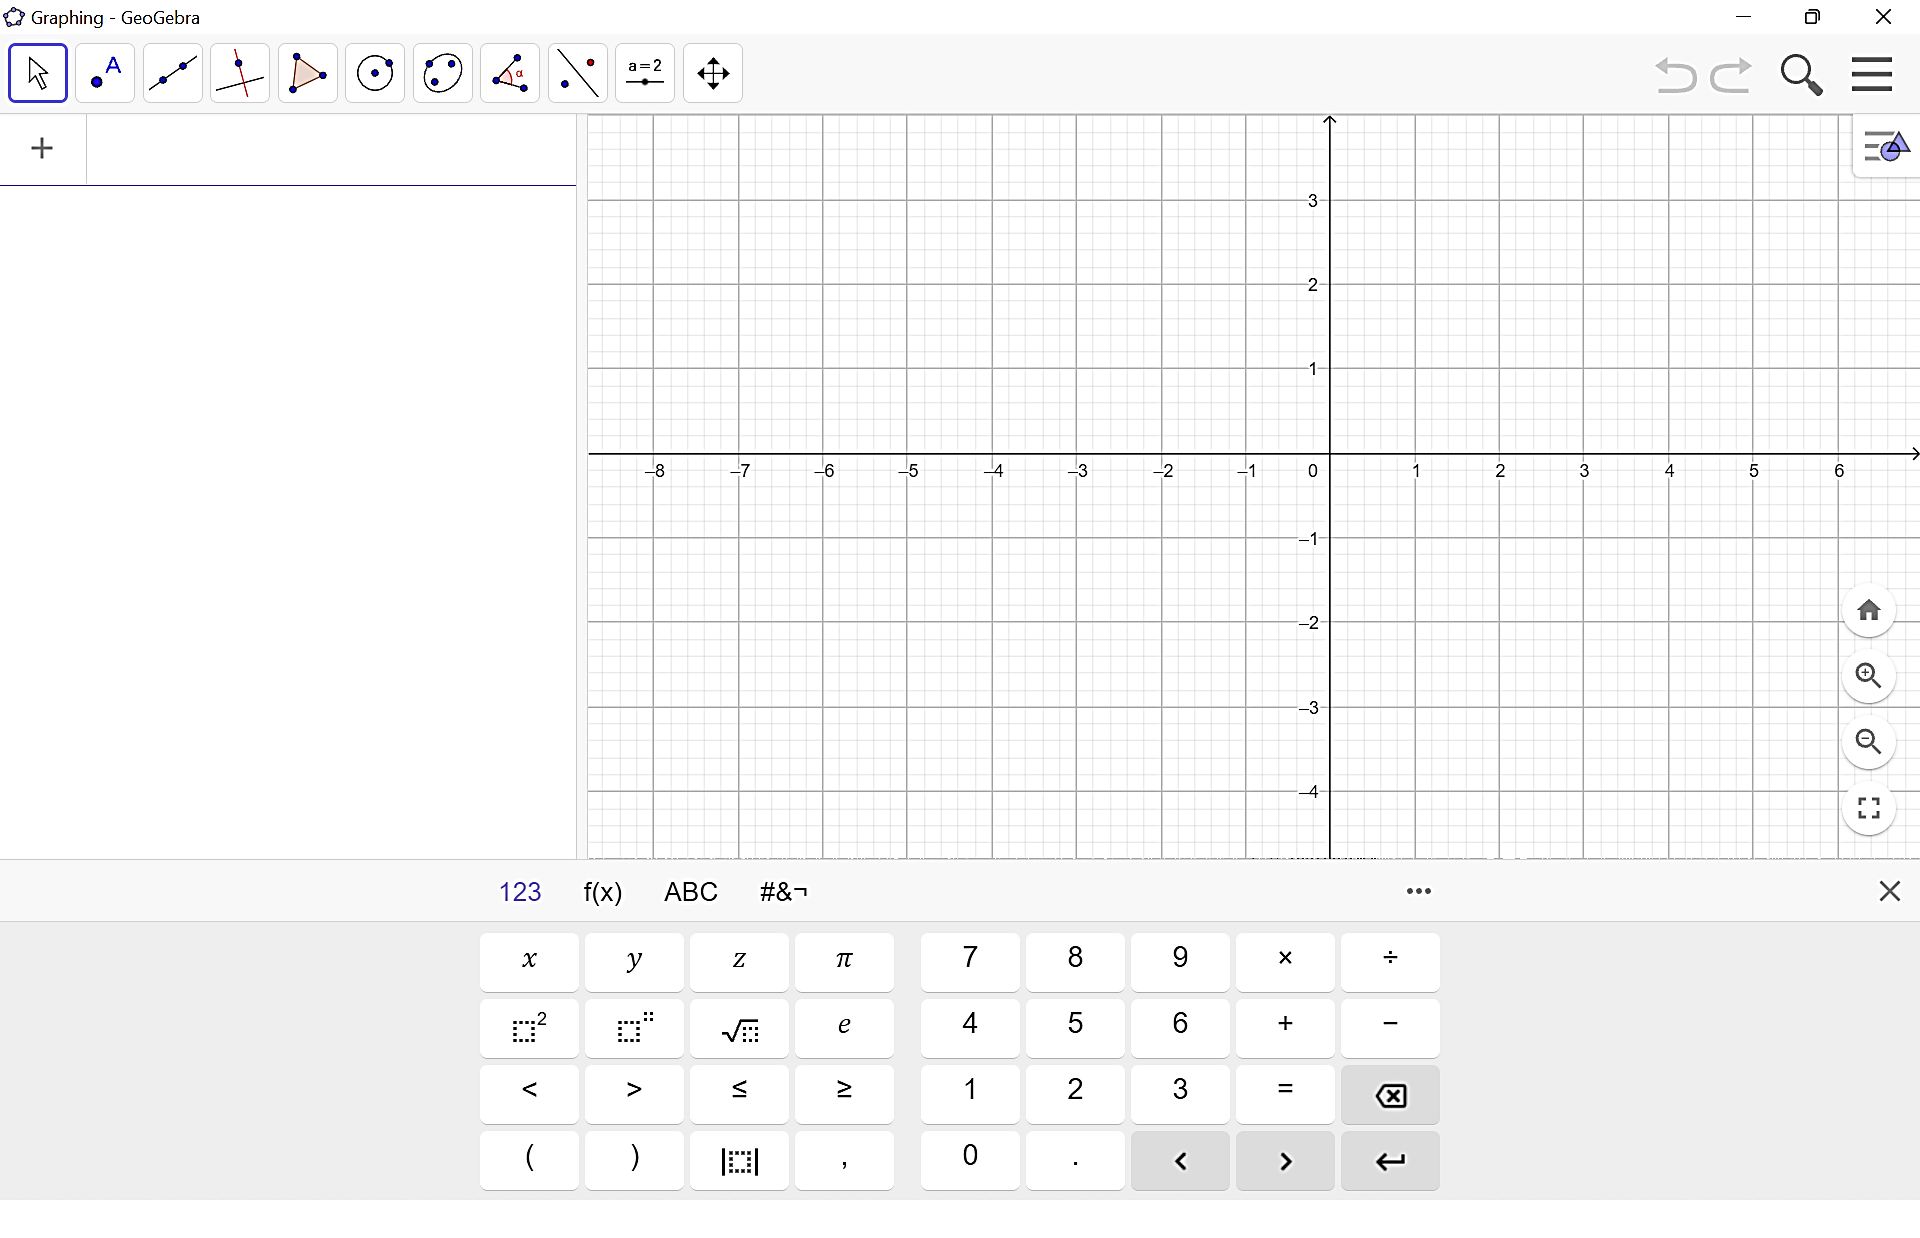 Graphing - GeoGebra
A
α
a=2
3
2
1
–8 –7 –6 –5 –4 –3 –2 –1 0 1 2 3 4 5 6
–1
–2
–3
–4
123 f(x) ABC #&¬
x y z π 7 8 9 × ÷
2 √ e 4 5 6 + −
< > ≤ ≥ 1 2 3 =
( ) | | , 0 . < >